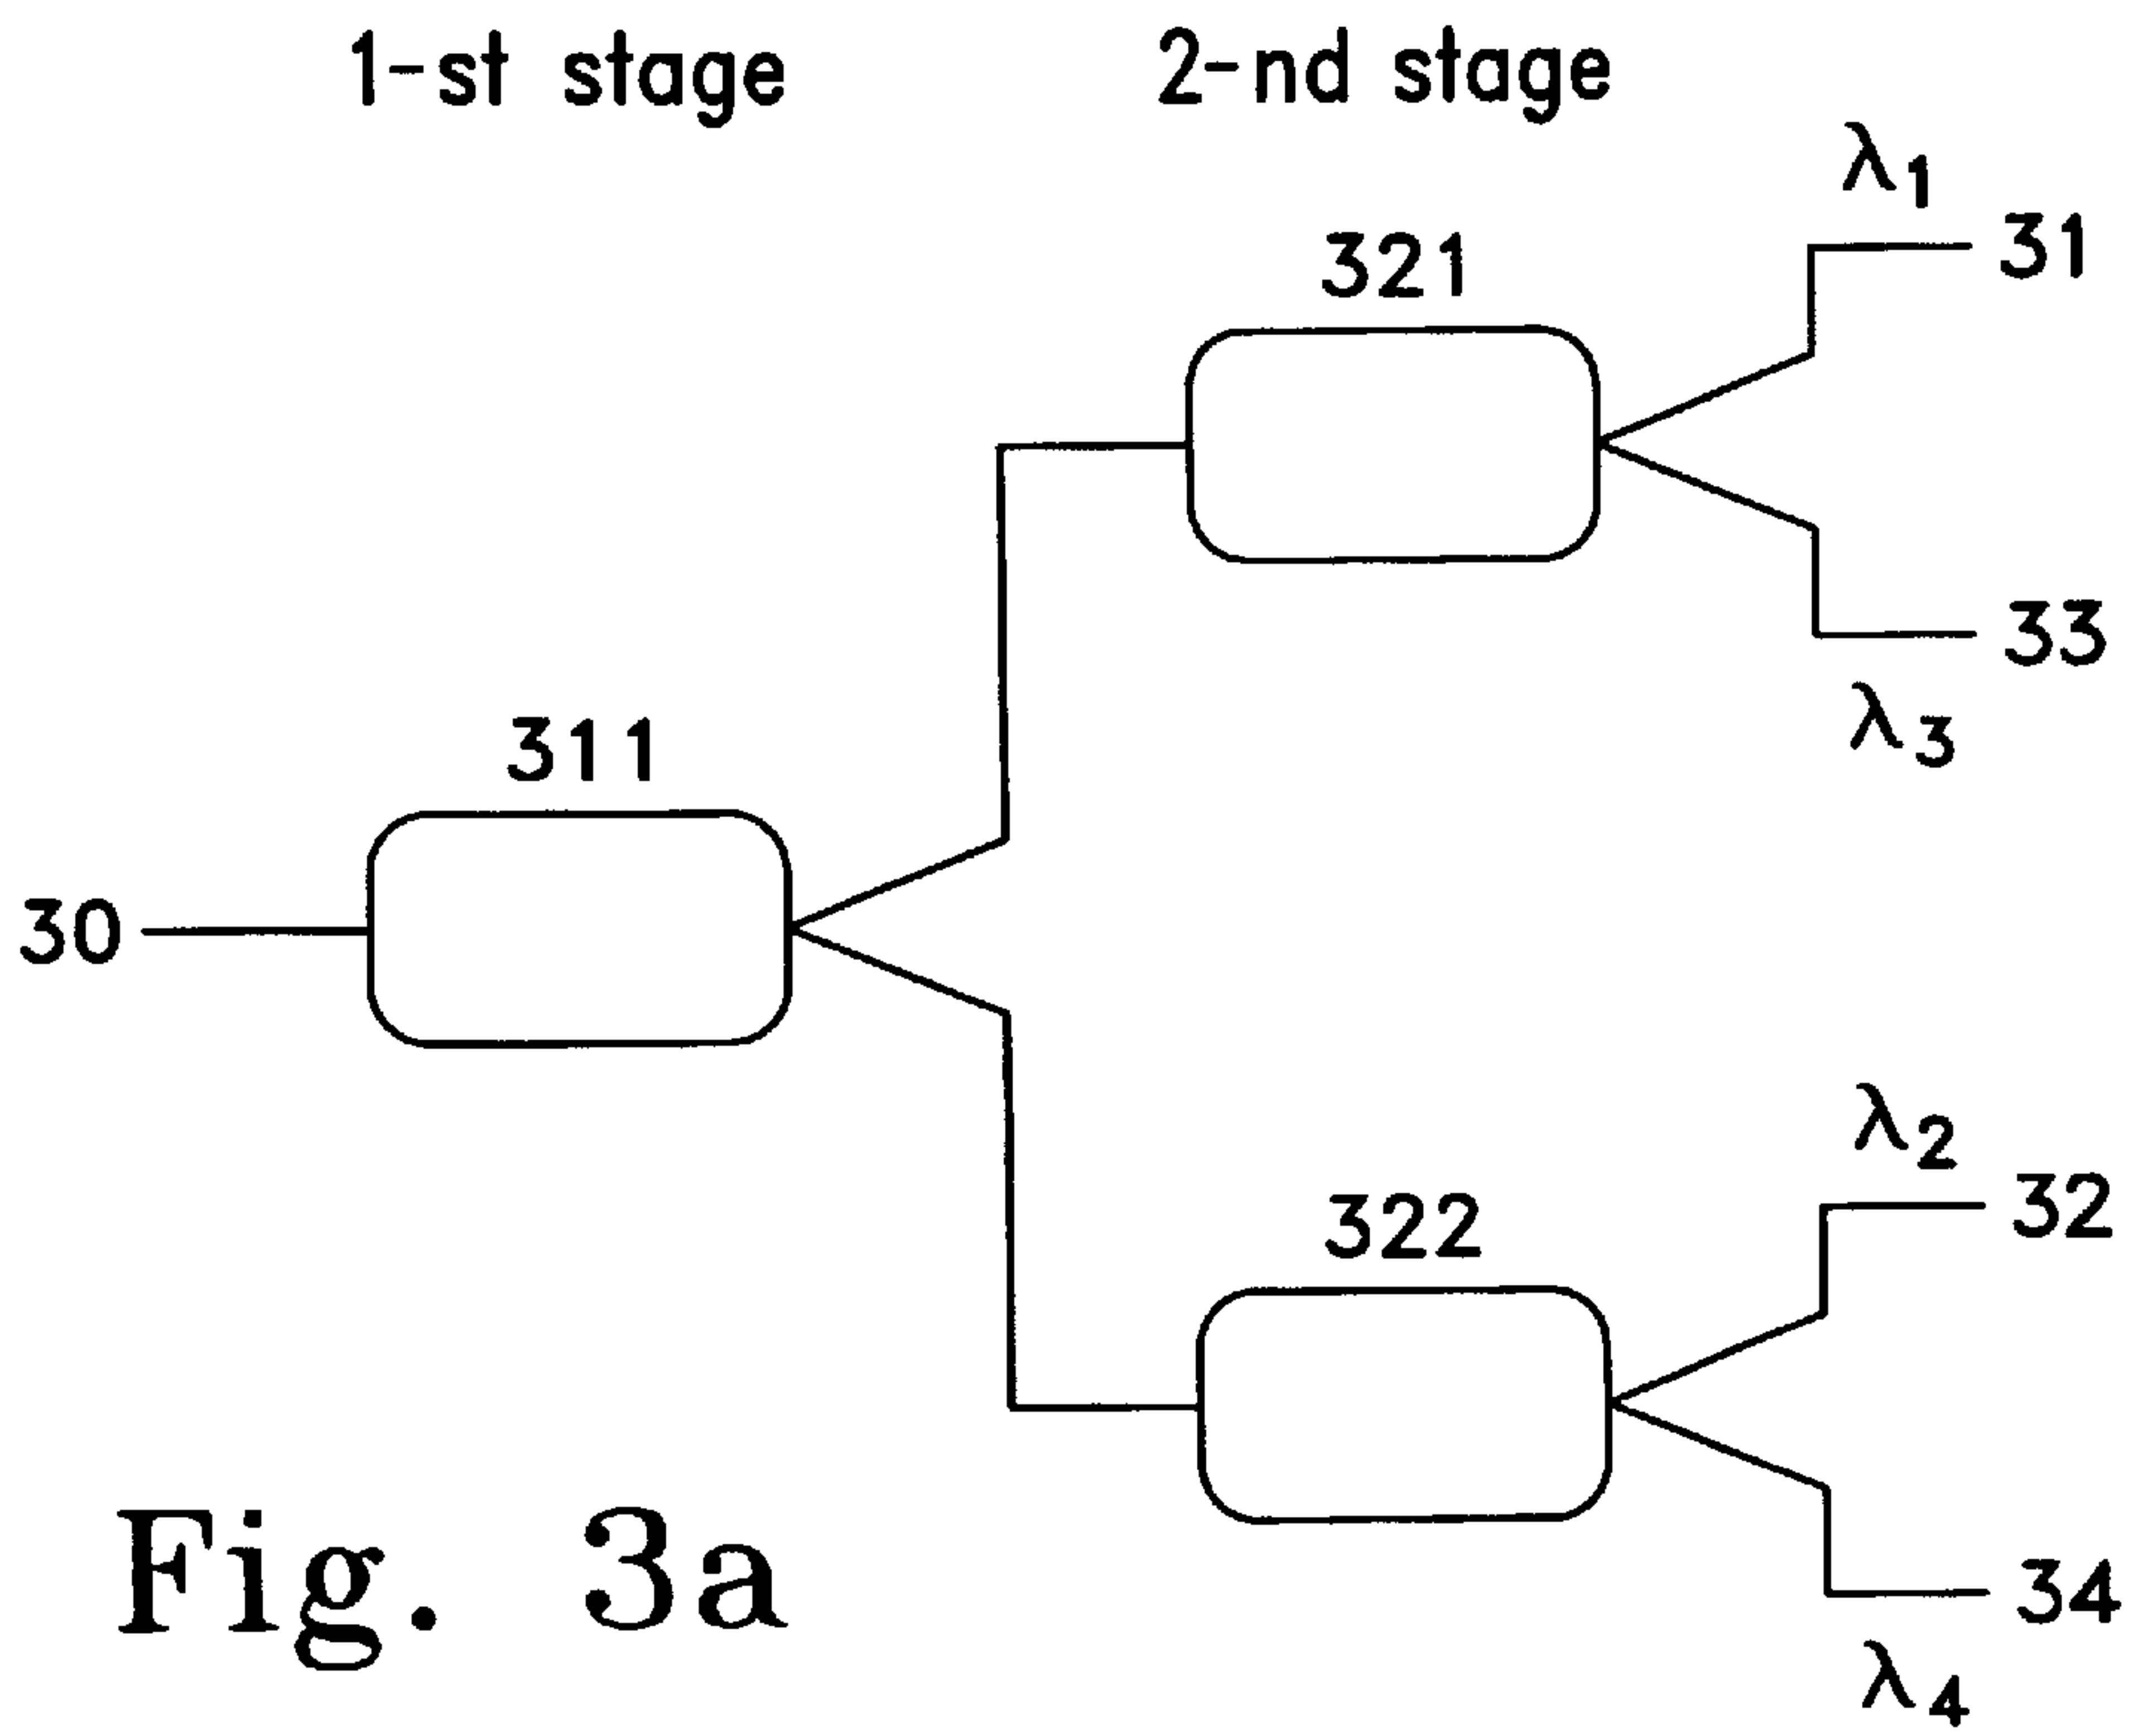 1-st stage
2-nd stage
λ1
31
321
33
λ3
311
30
λ2
32
322
34
λ4
Fig. 3a